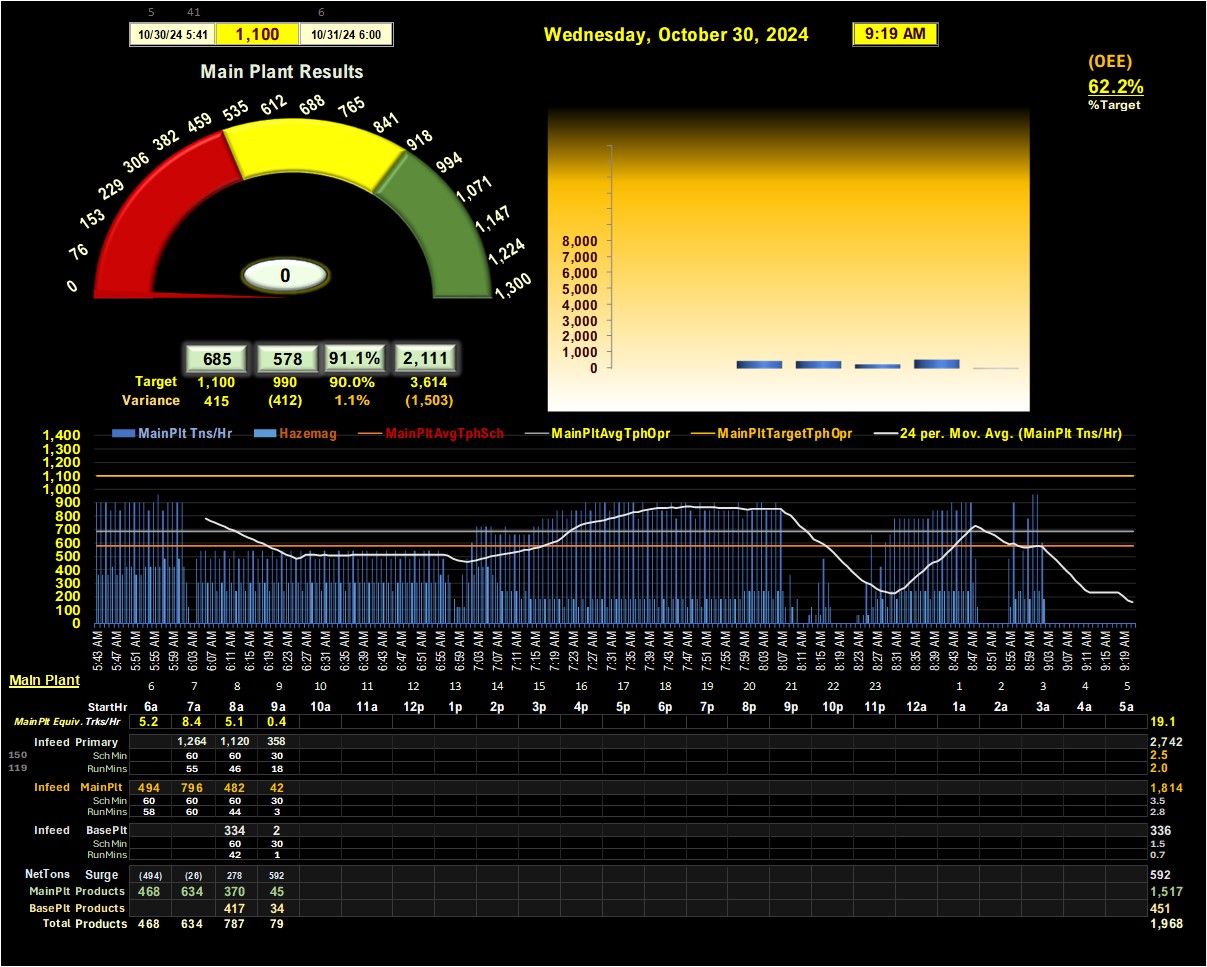 5 41 6
10/30/24 5:41 1,100 10/31/24 6:00
Wednesday, October 30, 2024 9:19 AM
(OEE)
62.2%
%Target
Main Plant Results
0 76 153 229 306 382 459 535 612 688 765 841 918 994 1,071 1,147 1,224 1,300
0
8,000
7,000
6,000
5,000
4,000
3,000
2,000
1,000
0
685 578 91.1% 2,111
Target 1,100 990 90.0% 3,614
Variance 415 (412) 1.1% (1,503)
MainPlt Tns/Hr Hazemag MainPltAvgTphSch MainPltAvgTphOpr MainPltTargetTphOpr 24 per. Mov. Avg. (MainPlt Tns/Hr)
1,400
1,300
1,200
1,100
1,000
900
800
700
600
500
400
300
200
100
0
5:43 AM 5:47 AM 5:51 AM 5:55 AM 5:59 AM 6:03 AM 6:07 AM 6:11 AM 6:15 AM 6:19 AM 6:23 AM 6:27 AM 6:31 AM 6:35 AM 6:39 AM 6:43 AM 6:47 AM 6:51 AM 6:55 AM 6:59 AM 7:03 AM 7:07 AM 7:11 AM 7:15 AM 7:19 AM 7:23 AM 7:27 AM 7:31 AM 7:35 AM 7:39 AM 7:43 AM 7:47 AM 7:51 AM 7:55 AM 7:59 AM 8:03 AM 8:07 AM 8:11 AM 8:15 AM 8:19 AM 8:23 AM 8:27 AM 8:31 AM 8:35 AM 8:39 AM 8:43 AM 8:47 AM 8:51 AM 8:55 AM 8:59 AM 9:03 AM 9:07 AM 9:11 AM 9:15 AM 9:19 AM
Main Plant
6 7 8 9 10 11 12 13 14 15 16 17 18 19 20 21 22 23 1 2 3 4 5
StartHr 6a 7a 8a 9a 10a 11a 12p 1p 2p 3p 4p 5p 6p 7p 8p 9p 10p 11p 12a 1a 2a 3a 4a 5a
MainPlt Equiv. Trks/Hr 5.2 8.4 5.1 0.4 19.1
Infeed Primary 1,264 1,120 358 2,742
150 SchMin 60 60 30 2.5
119 RunMins 55 46 18 2.0
Infeed MainPlt 494 796 482 42 1,814
SchMin 60 60 60 30 3.5
RunMins 58 60 44 3 2.8
Infeed BasePlt 334 2 336
SchMin 60 30 1.5
RunMins 42 1 0.7
NetTons Surge (494) (26) 278 592 592
MainPlt Products 468 634 370 45 1,517
BasePlt Products 417 34 451
Total Products 468 634 787 79 1,968